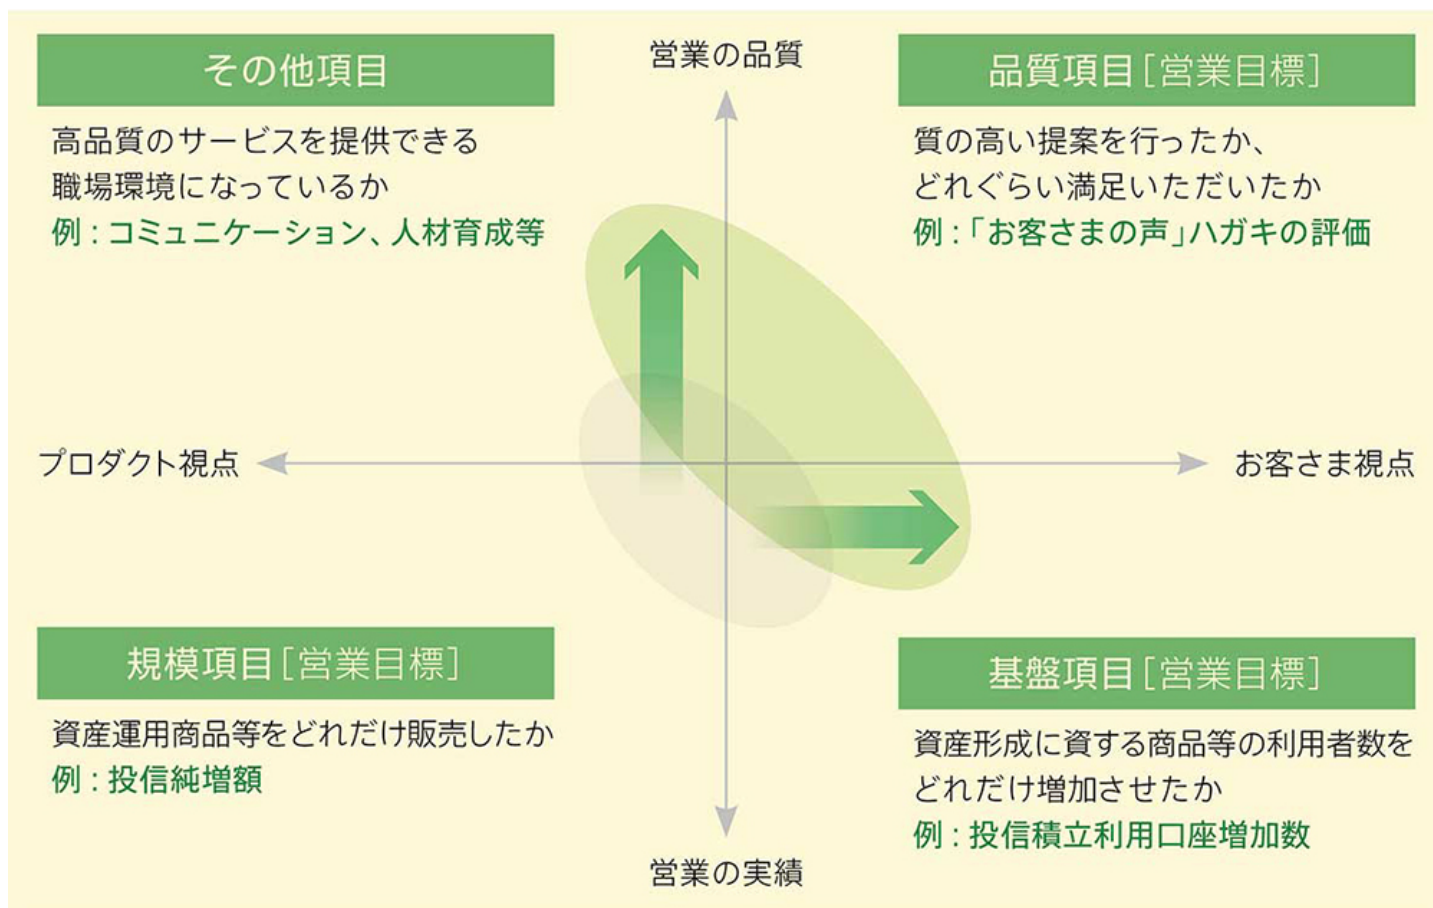 営業の品質
その他項目
高品質のサービスを提供できる
職場環境になっているか
例：コミュニケーション、人材育成等
品質項目［営業目標］
質の高い提案を行ったか、
どれぐらい満足いただいたか
例：「お客さまの声」ハガキの評価
プロダクト視点
お客さま視点
規模項目［営業目標］
資産運用商品等をどれだけ販売したか
例：投信純増額
基盤項目［営業目標］
資産形成に資する商品等の利用者数を
どれだけ増加させたか
例：投信積立利用口座増加数
営業の実績